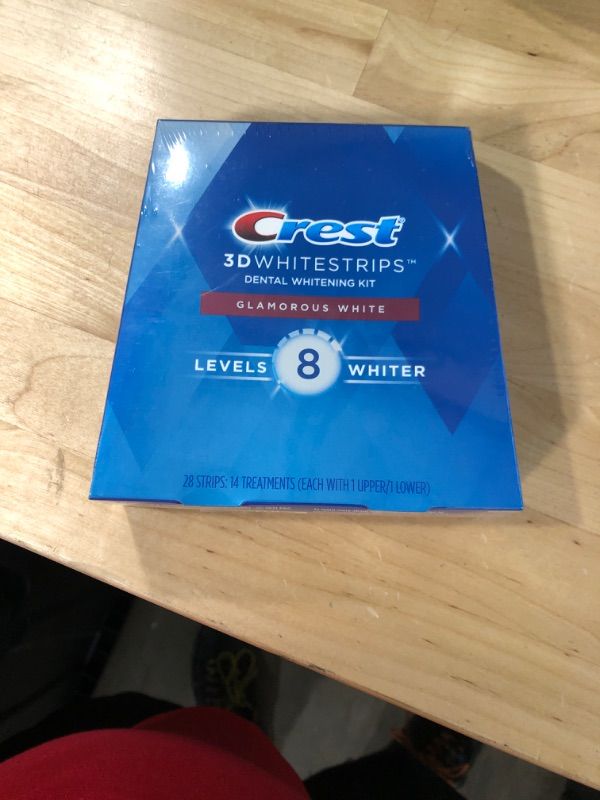 Crest®
3DWHITESTRIPS™
DENTAL WHITENING KIT
GLAMOROUS WHITE
LEVELS 8 WHITER
28 STRIPS: 14 TREATMENTS (EACH WITH 1 UPPER/1 LOWER)